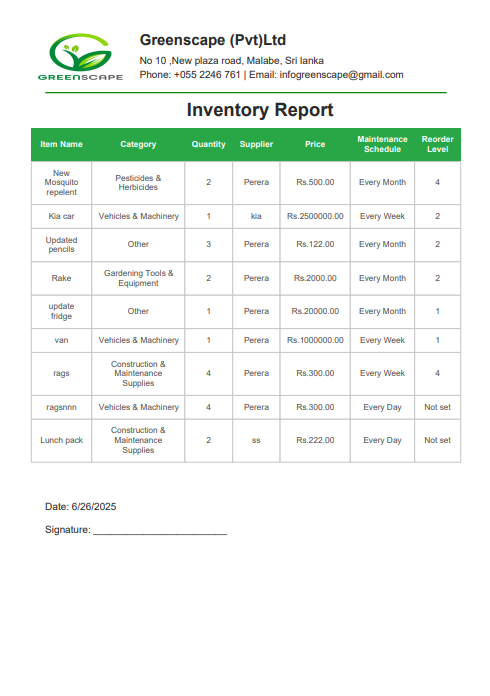 GREENSCAPE
Greenscape (Pvt)Ltd
No 10 ,New plaza road, Malabe, Sri lanka
Phone: +055 2246 761 | Email: infogreenscape@gmail.com
Inventory Report
Item Name Category Quantity Supplier Price Maintenance Schedule Reorder Level
New Mosquito repelent Pesticides & Herbicides 2 Perera Rs.500.00 Every Month 4
Kia car Vehicles & Machinery 1 kia Rs.2500000.00 Every Week 2
Updated pencils Other 3 Perera Rs.122.00 Every Month 2
Rake Gardening Tools & Equipment 2 Perera Rs.2000.00 Every Month 2
update fridge Other 1 Perera Rs.20000.00 Every Month 1
van Vehicles & Machinery 1 Perera Rs.1000000.00 Every Week 1
rags Construction & Maintenance Supplies 4 Perera Rs.300.00 Every Week 4
ragsnnn Vehicles & Machinery 4 Perera Rs.300.00 Every Day Not set
Lunch pack Construction & Maintenance Supplies 2 ss Rs.222.00 Every Day Not set
Date: 6/26/2025
Signature: ________________________